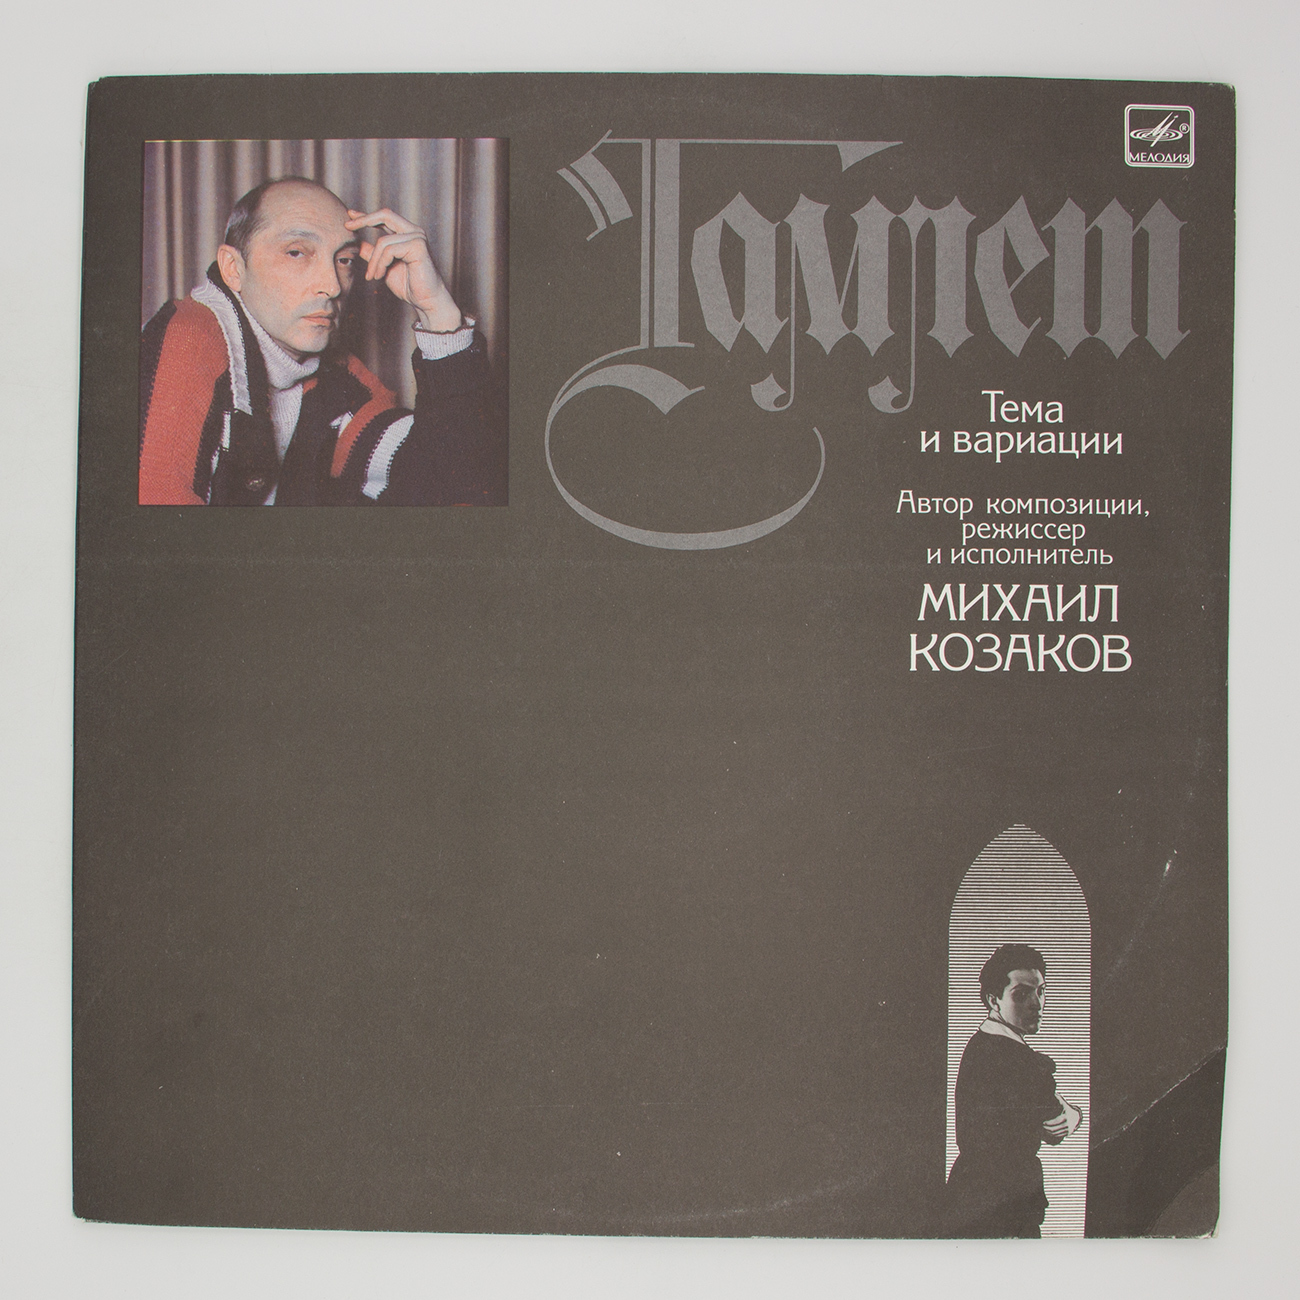 МЕЛОДИЯ
Гамлет
Тема
и вариации
Автор композиции,
режиссер
и исполнитель
МИХАИЛ
КОЗАКОВ